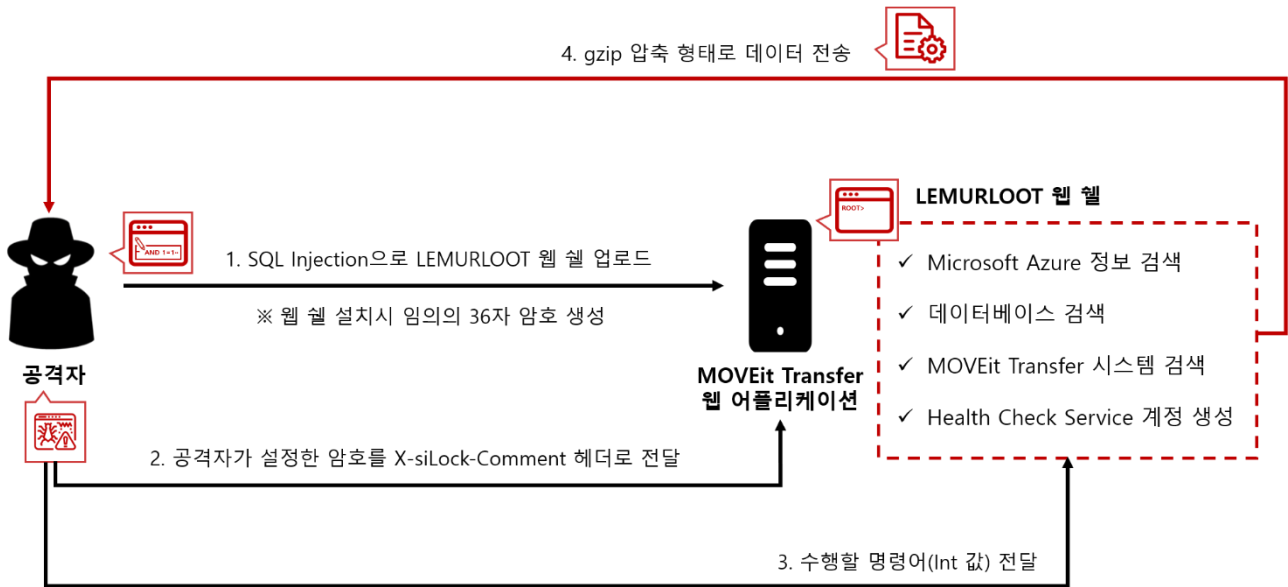 4. gzip 압축 형태로 데이터 전송
ROOT>
LEMURLOOT 웹 쉘
AND 1=1--
1. SQL Injection으로 LEMURLOOT 웹 쉘 업로드
※ 웹 쉘 설치시 임의의 36자 암호 생성
✓ Microsoft Azure 정보 검색
✓ 데이터베이스 검색
✓ MOVEit Transfer 시스템 검색
✓ Health Check Service 계정 생성
공격자
MOVEit Transfer
웹 어플리케이션
2. 공격자가 설정한 암호를 X-siLock-Comment 헤더로 전달
3. 수행할 명령어(Int 값) 전달